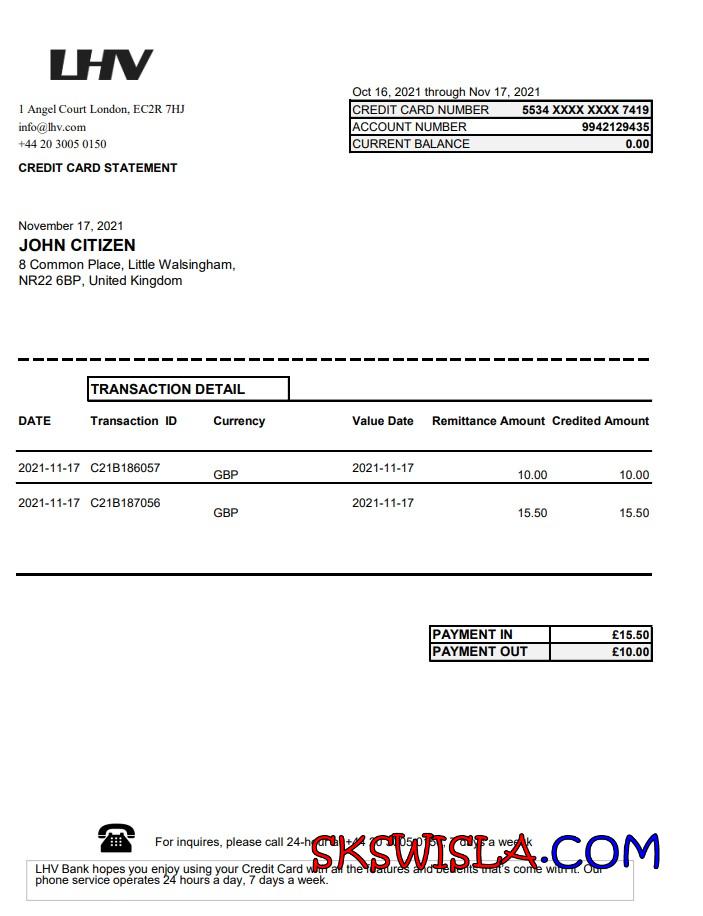 LHV
Oct 16, 2021 through Nov 17, 2021
1 Angel Court London, EC2R 7HJ
CREDIT CARD NUMBER 5534 XXXX XXXX 7419
info@lhv.com
ACCOUNT NUMBER 9942129435
+44 20 3005 0150
CURRENT BALANCE 0.00
CREDIT CARD STATEMENT
November 17, 2021
JOHN CITIZEN
8 Common Place, Little Walsingham,
NR22 6BP, United Kingdom
TRANSACTION DETAIL
DATE Transaction ID Currency Value Date Remittance Amount Credited Amount
2021-11-17 C21B186057 GBP 2021-11-17 10.00 10.00
2021-11-17 C21B187056 GBP 2021-11-17 15.50 15.50
PAYMENT IN £15.50
PAYMENT OUT £10.00
For inquires, please call 24-hour at +44 20 3005 0150, 7 days a week
SKSWISLA.COM
LHV Bank hopes you enjoy using your Credit Card with all the features and benefits that's come with it. Our
phone service operates 24 hours a day, 7 days a week.